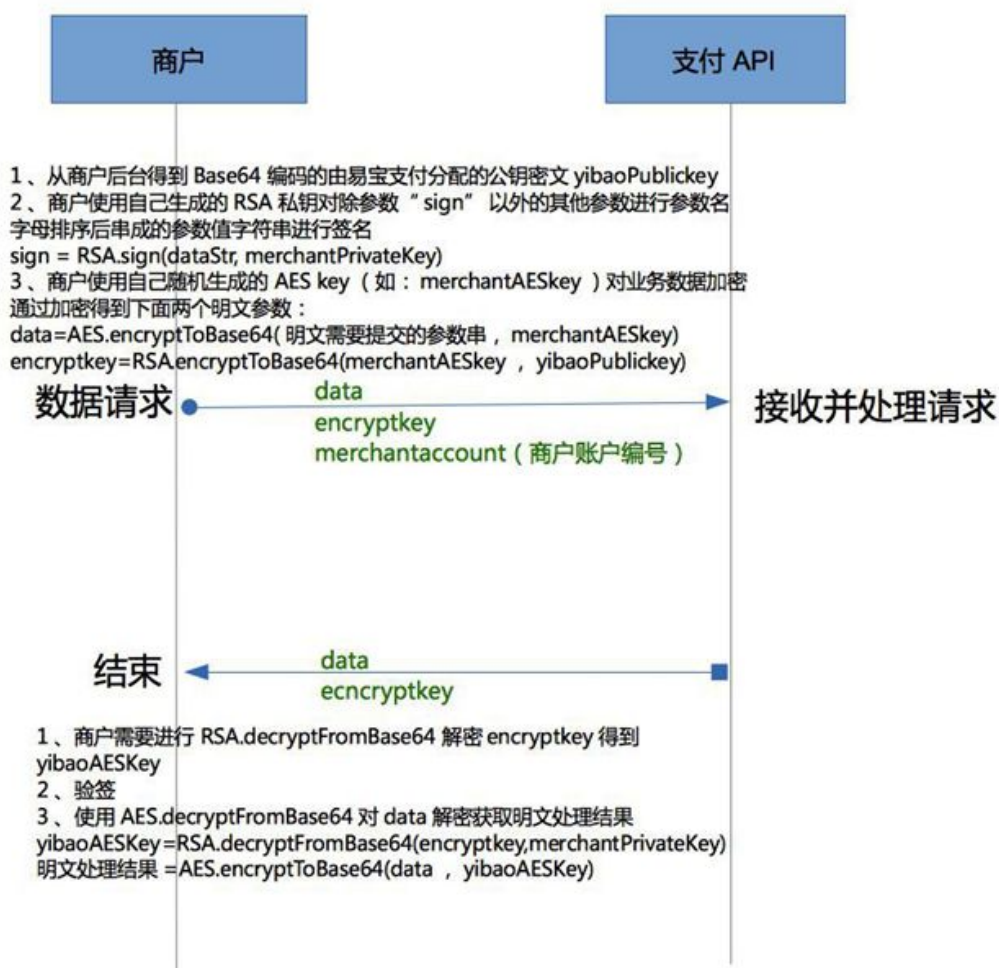 商户
支付 API
1、从商户后台得到 Base64 编码的由易宝支付分配的公钥密文 yibaoPublickey
2、商户使用自己生成的 RSA 私钥对除参数“ sign” 以外的其他参数进行参数名
字母排序后串成的参数值字符串进行签名
sign = RSA.sign(dataStr, merchantPrivateKey)
3、商户使用自己随机生成的 AES key（如：merchantAESkey ）对业务数据加密
通过加密得到下面两个明文参数：
data=AES.encryptToBase64( 明文需要提交的参数串，merchantAESkey)
encryptkey=RSA.encryptToBase64(merchantAESkey ，yibaoPublickey)
数据请求
data
encryptkey
merchantaccount（商户账户编号）
接收并处理请求
结束
data
ecncryptkey
1、商户需要进行 RSA.decryptFromBase64 解密 encryptkey 得到
yibaoAESKey
2、验签
3、使用 AES.decryptFromBase64 对 data 解密获取明文处理结果
yibaoAESKey=RSA.decryptFromBase64(encryptkey,merchantPrivateKey)
明文处理结果 =AES.encryptToBase64(data ，yibaoAESKey)